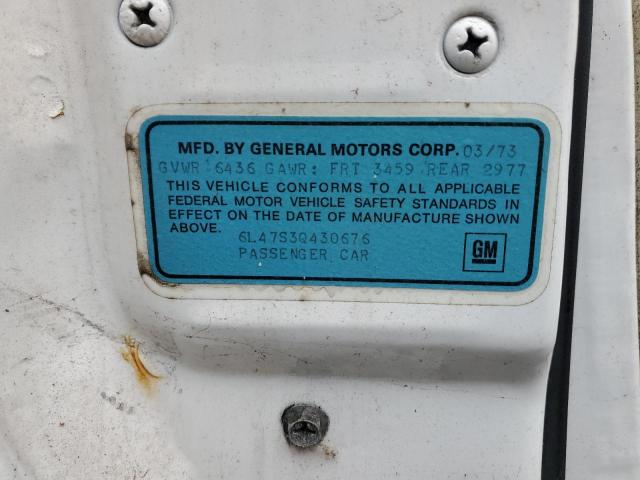 MFD. BY GENERAL MOTORS CORP. 03/73
GVWR 6436 GAWR: FRT 3459 REAR 2977
THIS VEHICLE CONFORMS TO ALL APPLICABLE
FEDERAL MOTOR VEHICLE SAFETY STANDARDS IN
EFFECT ON THE DATE OF MANUFACTURE SHOWN
ABOVE.
6L47S3Q430676
PASSENGER CAR
GM